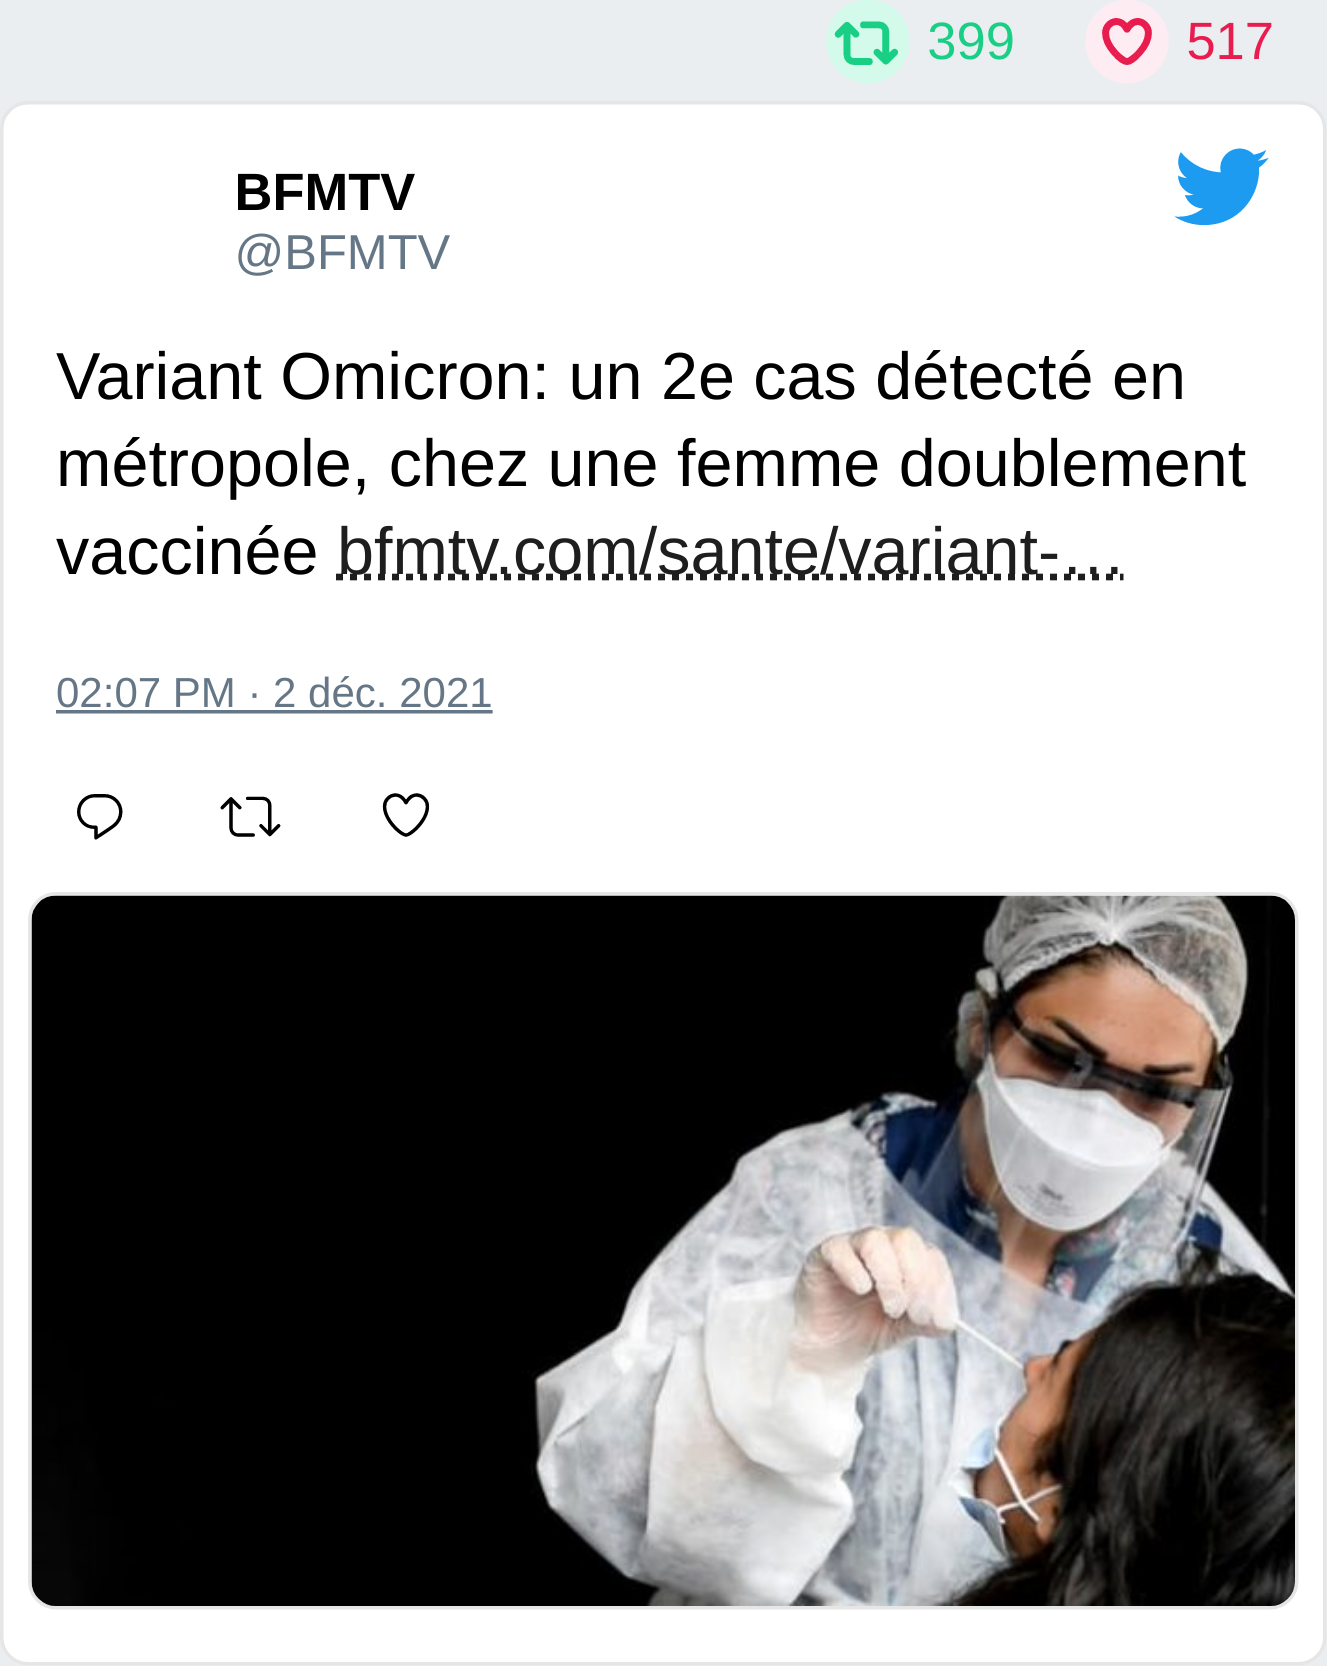 399 517
BFMTV
@BFMTV
Variant Omicron: un 2e cas détecté en
métropole, chez une femme doublement
vaccinée bfmtv.com/sante/variant-...
02:07 PM · 2 déc. 2021